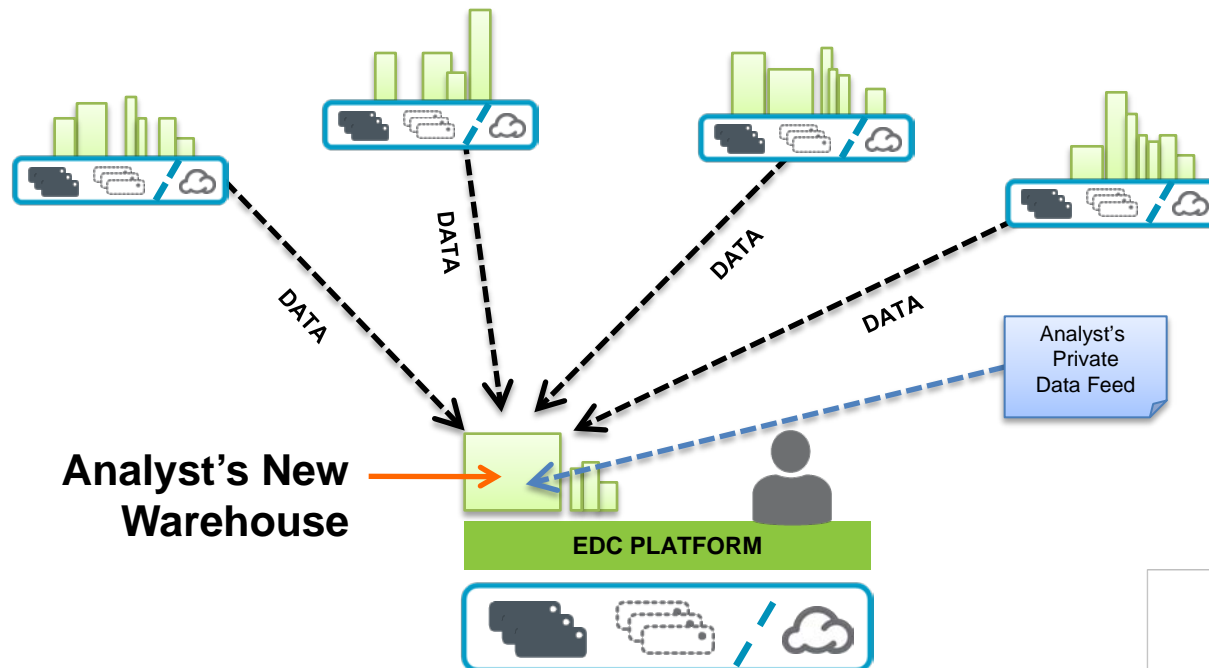 DATA
DATA
DATA
DATA
Analyst's
Private
Data Feed
Analyst's New
Warehouse
EDC PLATFORM